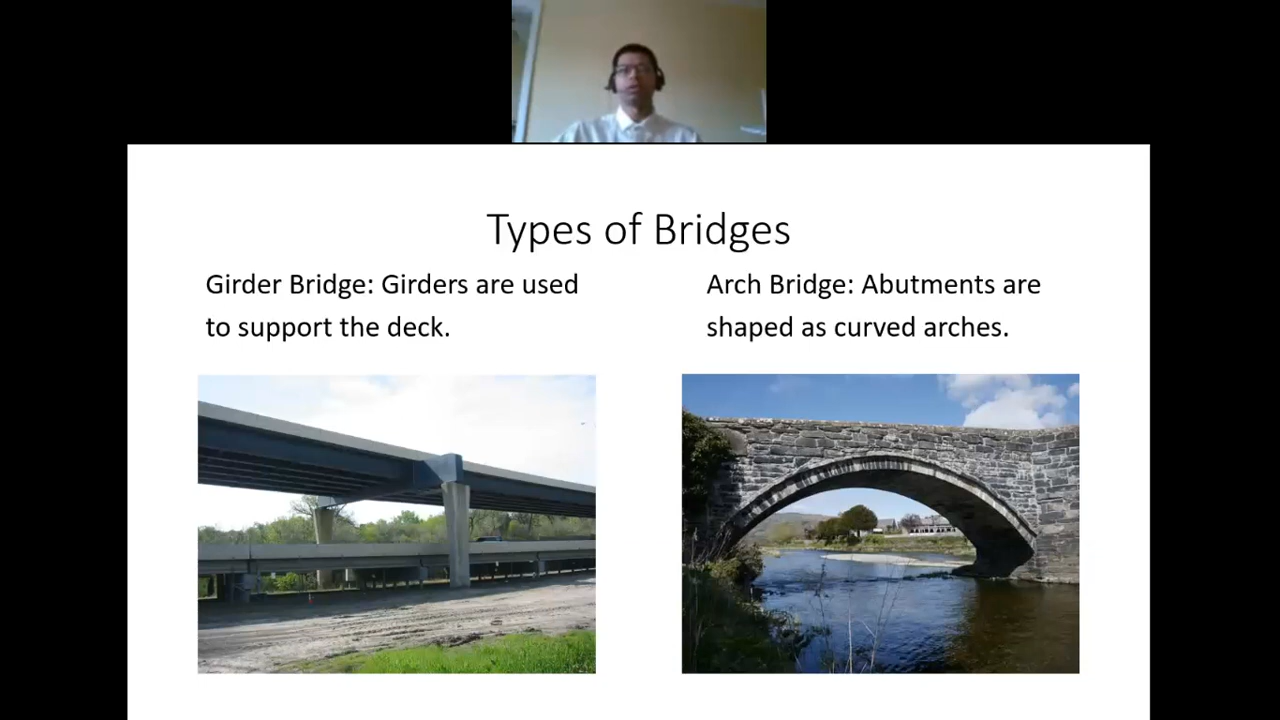 Types of Bridges
Girder Bridge: Girders are used
to support the deck.
Arch Bridge: Abutments are
shaped as curved arches.